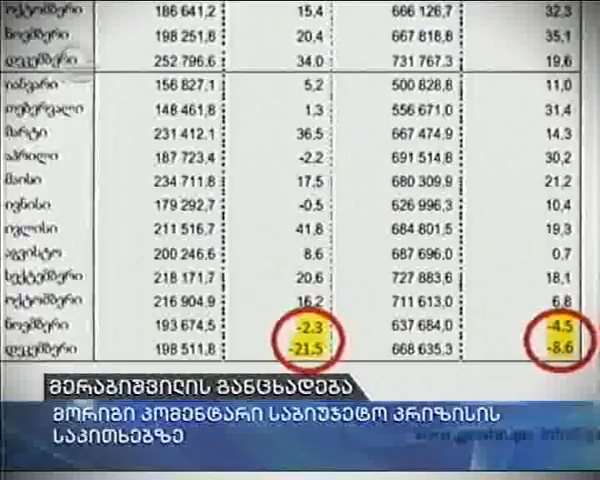 ოქტომბერი 186 641,2 15,4 666 126,7 32,3
ნოემბერი 198 251,8 20,4 667 818,8 35,1
დეკემბერი 252 796,6 34,0 731 767,3 19,6
იანვარი 156 827,1 5,2 500 828,8 11,0
თებერვალი 148 461,8 1,3 556 671,0 31,4
მარტი 231 412,1 36,5 667 474,9 14,3
აპრილი 187 723,4 -2,2 691 514,8 30,2
მაისი 234 711,8 17,5 680 309,9 21,2
ივნისი 179 292,7 -0,5 626 996,3 10,4
ივლისი 211 516,7 41,8 684 801,5 19,3
აგვისტო 200 246,6 8,6 687 696,0 0,7
სექტემბერი 218 171,7 20,6 727 883,6 18,1
ოქტომბერი 216 904,9 16,2 711 613,0 6,8
ნოემბერი 193 674,5 -2,3 637 684,0 -4,5
დეკემბერი 198 511,8 -21,5 668 635,3 -8,6
მერაბიშვილის განცხადება
მორიგი კომენტარი საბიუჯეტო კრიზისის
საკითხებზე